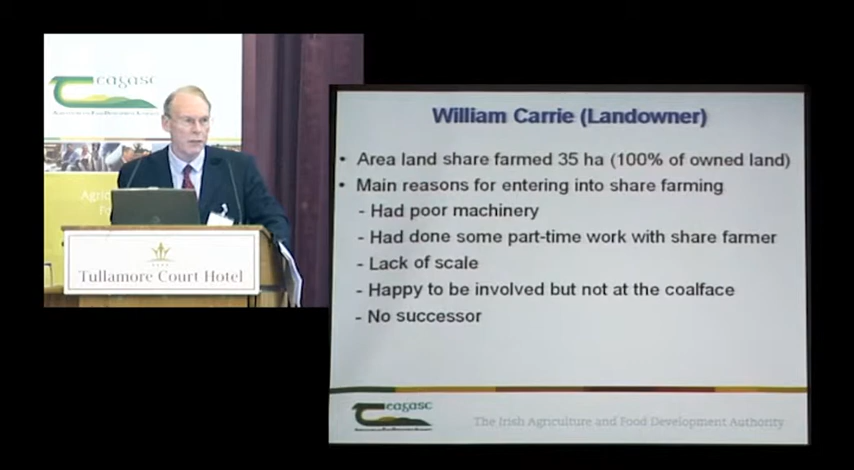 teagasc
Tullamore Court Hotel
William Carrie (Landowner)
• Area land share farmed 35 ha (100% of owned land)
• Main reasons for entering into share farming
- Had poor machinery
- Had done some part-time work with share farmer
- Lack of scale
- Happy to be involved but not at the coalface
- No successor
teagasc
The Irish Agriculture and Food Development Authority